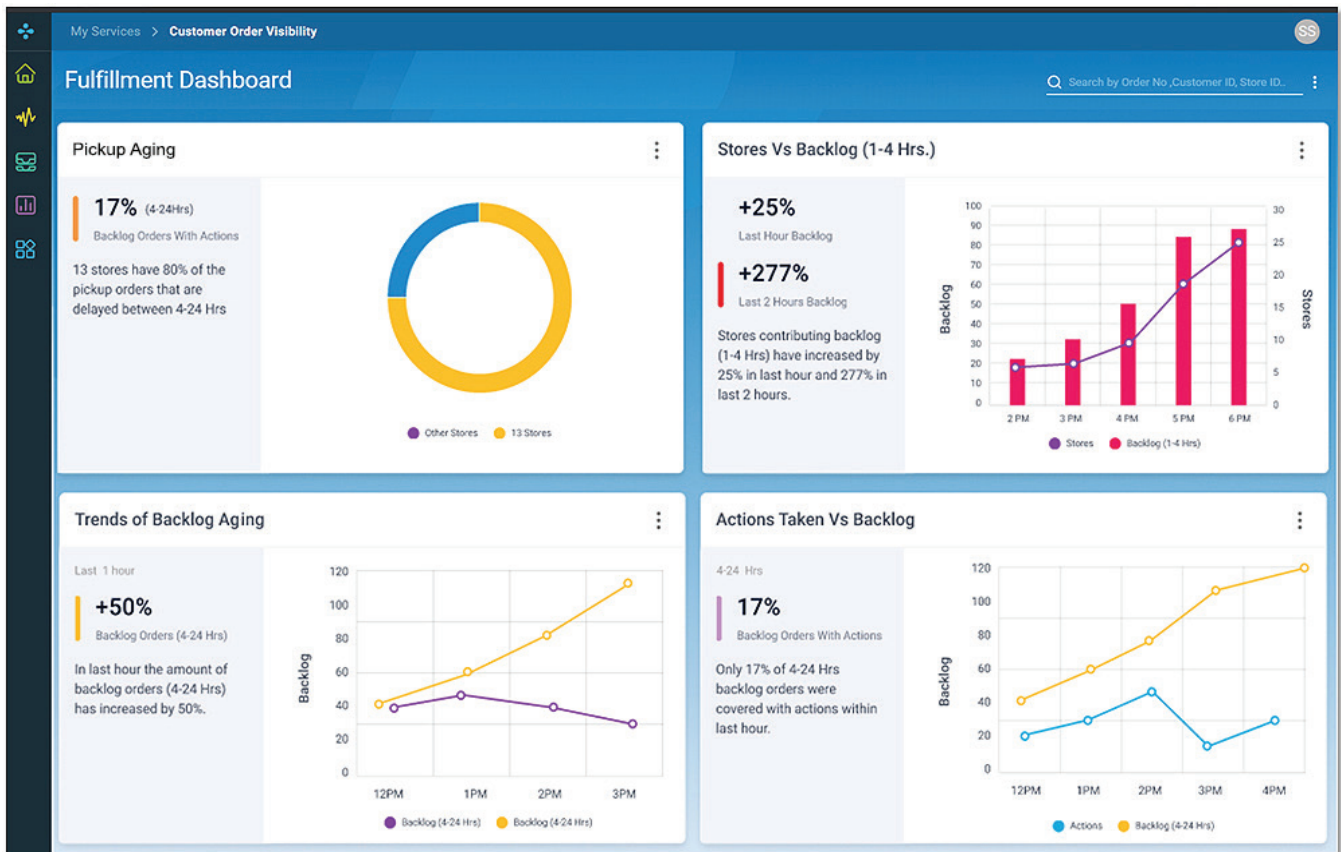 My Services > Customer Order Visibility
SS
Fulfillment Dashboard
Search by Order No ,Customer ID, Store ID...
Pickup Aging
17% (4-24Hrs)
Backlog Orders With Actions
13 stores have 80% of the
pickup orders that are
delayed between 4-24 Hrs
Other Stores
13 Stores
Stores Vs Backlog (1-4 Hrs.)
+25%
Last Hour Backlog
+277%
Last 2 Hours Backlog
Stores contributing backlog
(1-4 Hrs) have increased by
25% in last hour and 277% in
last 2 hours.
Backlog
100
90
80
70
60
50
40
30
20
10
0
30
25
20
15
10
5
0
Stores
2 PM 3 PM 4 PM 5 PM 6 PM
Stores
Backlog (1-4 Hrs)
Trends of Backlog Aging
Last 1 hour
+50%
Backlog Orders (4-24 Hrs)
In last hour the amount of
backlog orders (4-24 Hrs)
has increased by 50%.
Backlog
120
100
80
60
40
20
0
12PM 1PM 2PM 3PM
Backlog (4-24 Hrs)
Backlog (4-24 Hrs)
Actions Taken Vs Backlog
4-24 Hrs
17%
Backlog Orders With Actions
Only 17% of 4-24 Hrs
backlog orders were
covered with actions within
last hour.
Backlog
120
100
80
60
40
20
0
12PM 1PM 2PM 3PM 4PM
Actions
Backlog (4-24 Hrs)